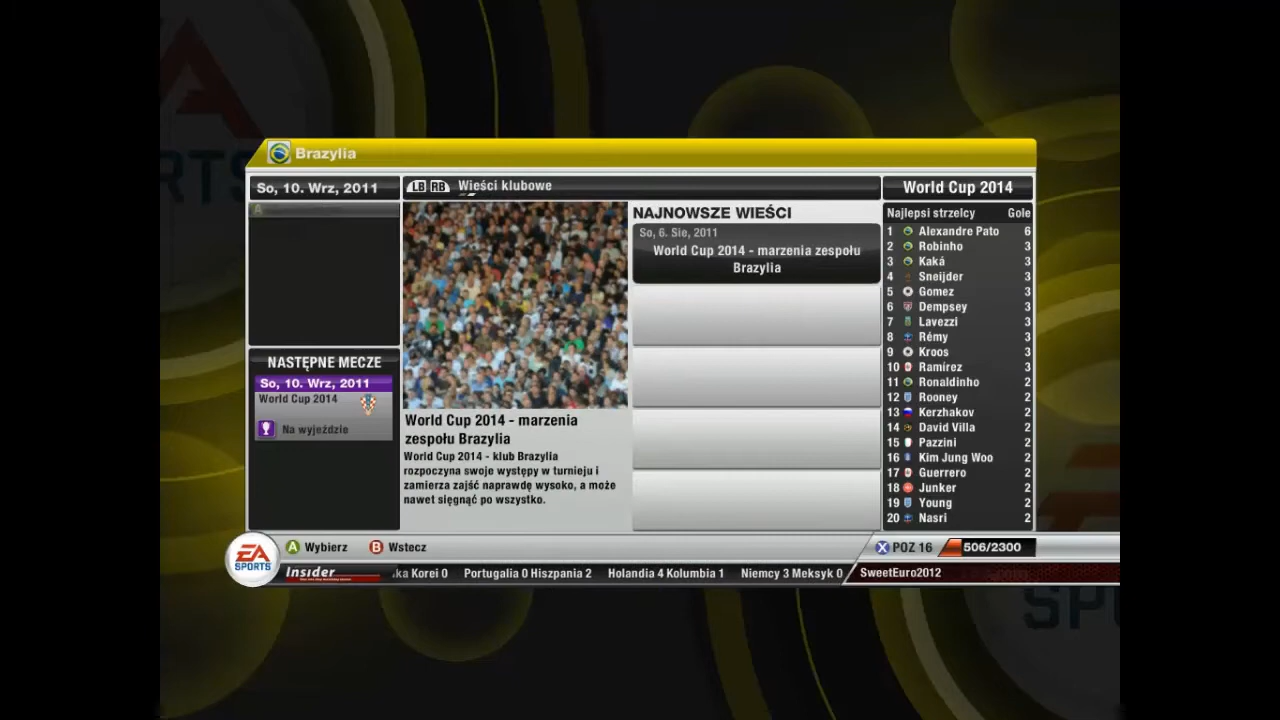 Brazylia
So, 10. Wrz, 2011
LB RB Wieści klubowe
World Cup 2014
A
NAJNOWSZE WIEŚCI
So, 6. Sie, 2011
World Cup 2014 - marzenia zespołu
Brazylia
NASTĘPNE MECZE
So, 10. Wrz, 2011
World Cup 2014
Na wyjeździe
World Cup 2014 - marzenia
zespołu Brazylia
World Cup 2014 - klub Brazylia
rozpoczyna swoje występy w turnieju i
zamierza zajść naprawdę wysoko, a może
nawet sięgnąć po wszystko.
Najlepsi strzelcy Gole
1 Alexandre Pato 6
2 Robinho 3
3 Kaká 3
4 Sneijder 3
5 Gomez 3
6 Dempsey 3
7 Lavezzi 3
8 Rémy 3
9 Kroos 3
10 Ramirez 3
11 Ronaldinho 2
12 Rooney 2
13 Kerzhakov 2
14 David Villa 2
15 Pazzini 2
16 Kim Jung Woo 2
17 Guerrero 2
18 Junker 2
19 Young 2
20 Nasri 2
EA SPORTS
A Wybierz B Wstecz
X POZ 16 506/2300
Insider
ka Korei 0 Portugalia 0 Hiszpania 2 Holandia 4 Kolumbia 1 Niemcy 3 Meksyk 0
SweetEuro2012